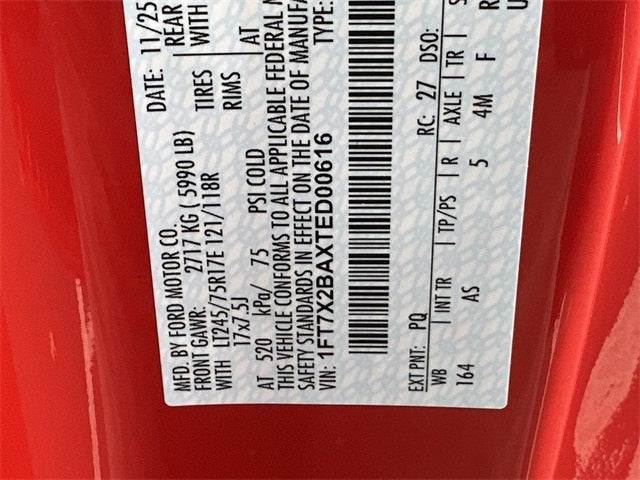 MFD. BY FORD MOTOR CO. DATE: 11/25
FRONT GAWR: 2717 KG ( 5990 LB) REAR
WITH LT245/75R17E 121/118R TIRES WITH
17x7.5J RIMS
AT 520 kPa/ 75 PSI COLD AT
THIS VEHICLE CONFORMS TO ALL APPLICABLE FEDERAL
SAFETY STANDARDS IN EFFECT ON THE DATE OF
VIN: 1FT7X2BAXTED00616 TYPE:
EXT PNT: PQ RC: 27 DSO:
WB INT TR TP/PS R AXLE TR
164 AS 5 4M F